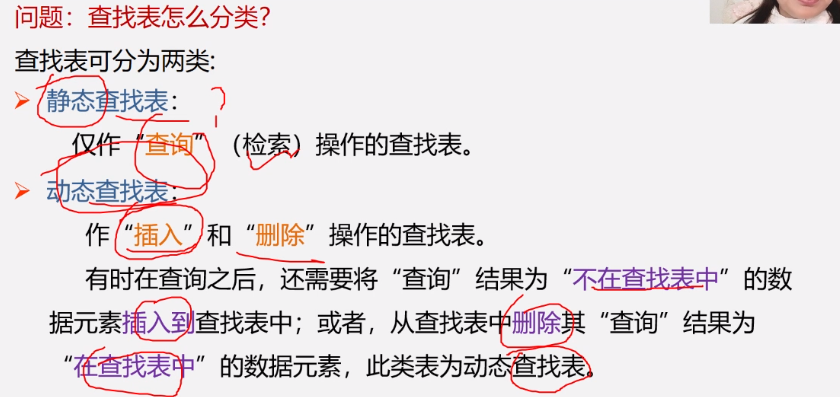 问题：查找表怎么分类？
查找表可分为两类:
静态查找表：
仅作“查询”（检索）操作的查找表。
动态查找表：
作“插入”和“删除”操作的查找表。
有时在查询之后，还需要将“查询”结果为“不在查找表中”的数
据元素插入到查找表中；或者，从查找表中删除其“查询”结果为
“在查找表中”的数据元素，此类表为动态查找表。